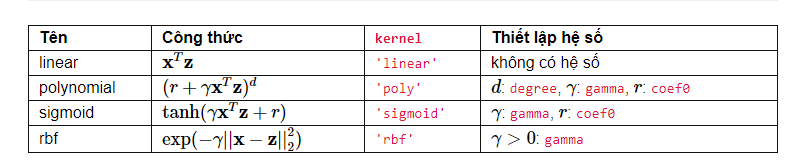 Tên Công thức kernel Thiết lập hệ số
linear 𝐱ᵀ𝐳 'linear' không có hệ số
polynomial (r + γ𝐱ᵀ𝐳)ᵈ 'poly' d: degree, γ: gamma, r: coef0
sigmoid tanh(γ𝐱ᵀ𝐳 + r) 'sigmoid' γ: gamma, r: coef0
rbf exp(−γ||𝐱 − 𝐳||₂²) 'rbf' γ > 0: gamma